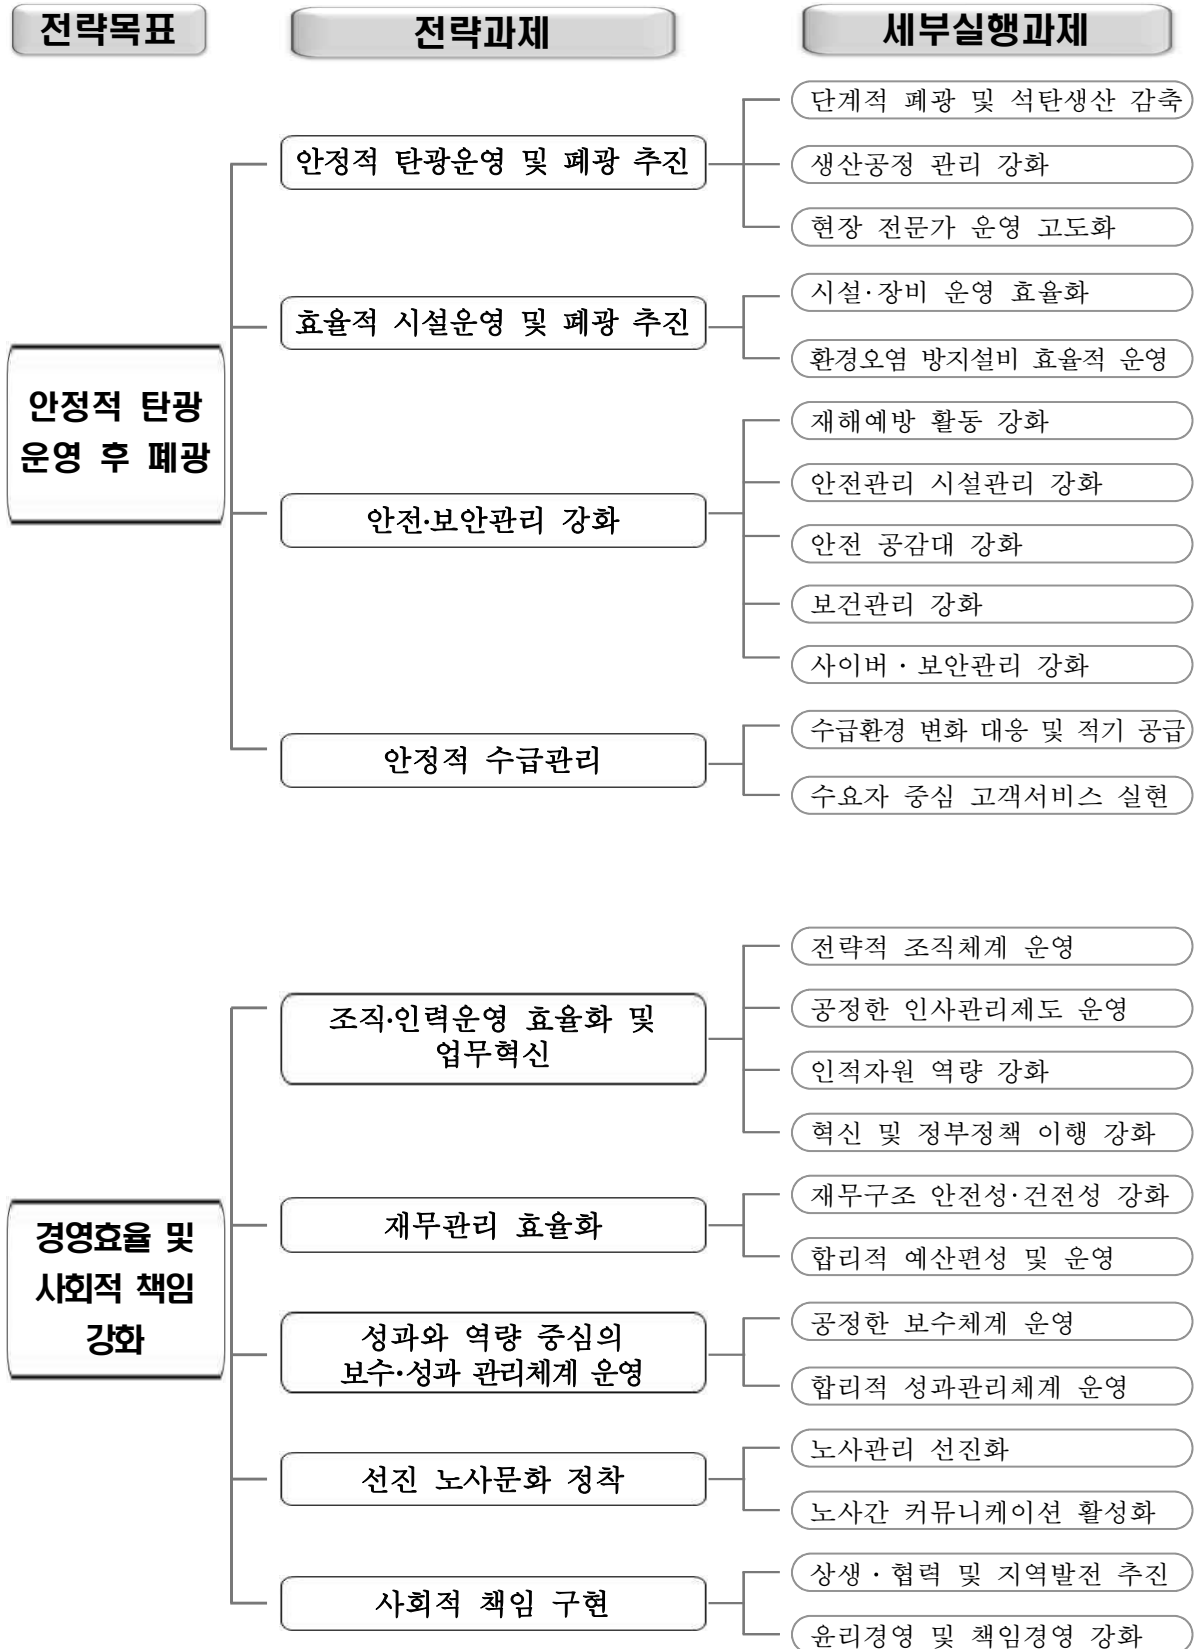 전략목표
전략과제
세부실행과제
안정적 탄광
운영 후 폐광
안정적 탄광운영 및 폐광 추진
단계적 폐광 및 석탄생산 감축
생산공정 관리 강화
현장 전문가 운영 고도화
효율적 시설운영 및 폐광 추진
시설·장비 운영 효율화
환경오염 방지설비 효율적 운영
안전·보안관리 강화
재해예방 활동 강화
안전관리 시설관리 강화
안전 공감대 강화
보건관리 강화
사이버 · 보안관리 강화
안정적 수급관리
수급환경 변화 대응 및 적기 공급
수요자 중심 고객서비스 실현
경영효율 및
사회적 책임
강화
조직·인력운영 효율화 및
업무혁신
전략적 조직체계 운영
공정한 인사관리제도 운영
인적자원 역량 강화
혁신 및 정부정책 이행 강화
재무관리 효율화
재무구조 안전성·건전성 강화
합리적 예산편성 및 운영
성과와 역량 중심의
보수·성과 관리체계 운영
공정한 보수체계 운영
합리적 성과관리체계 운영
선진 노사문화 정착
노사관리 선진화
노사간 커뮤니케이션 활성화
사회적 책임 구현
상생 · 협력 및 지역발전 추진
윤리경영 및 책임경영 강화